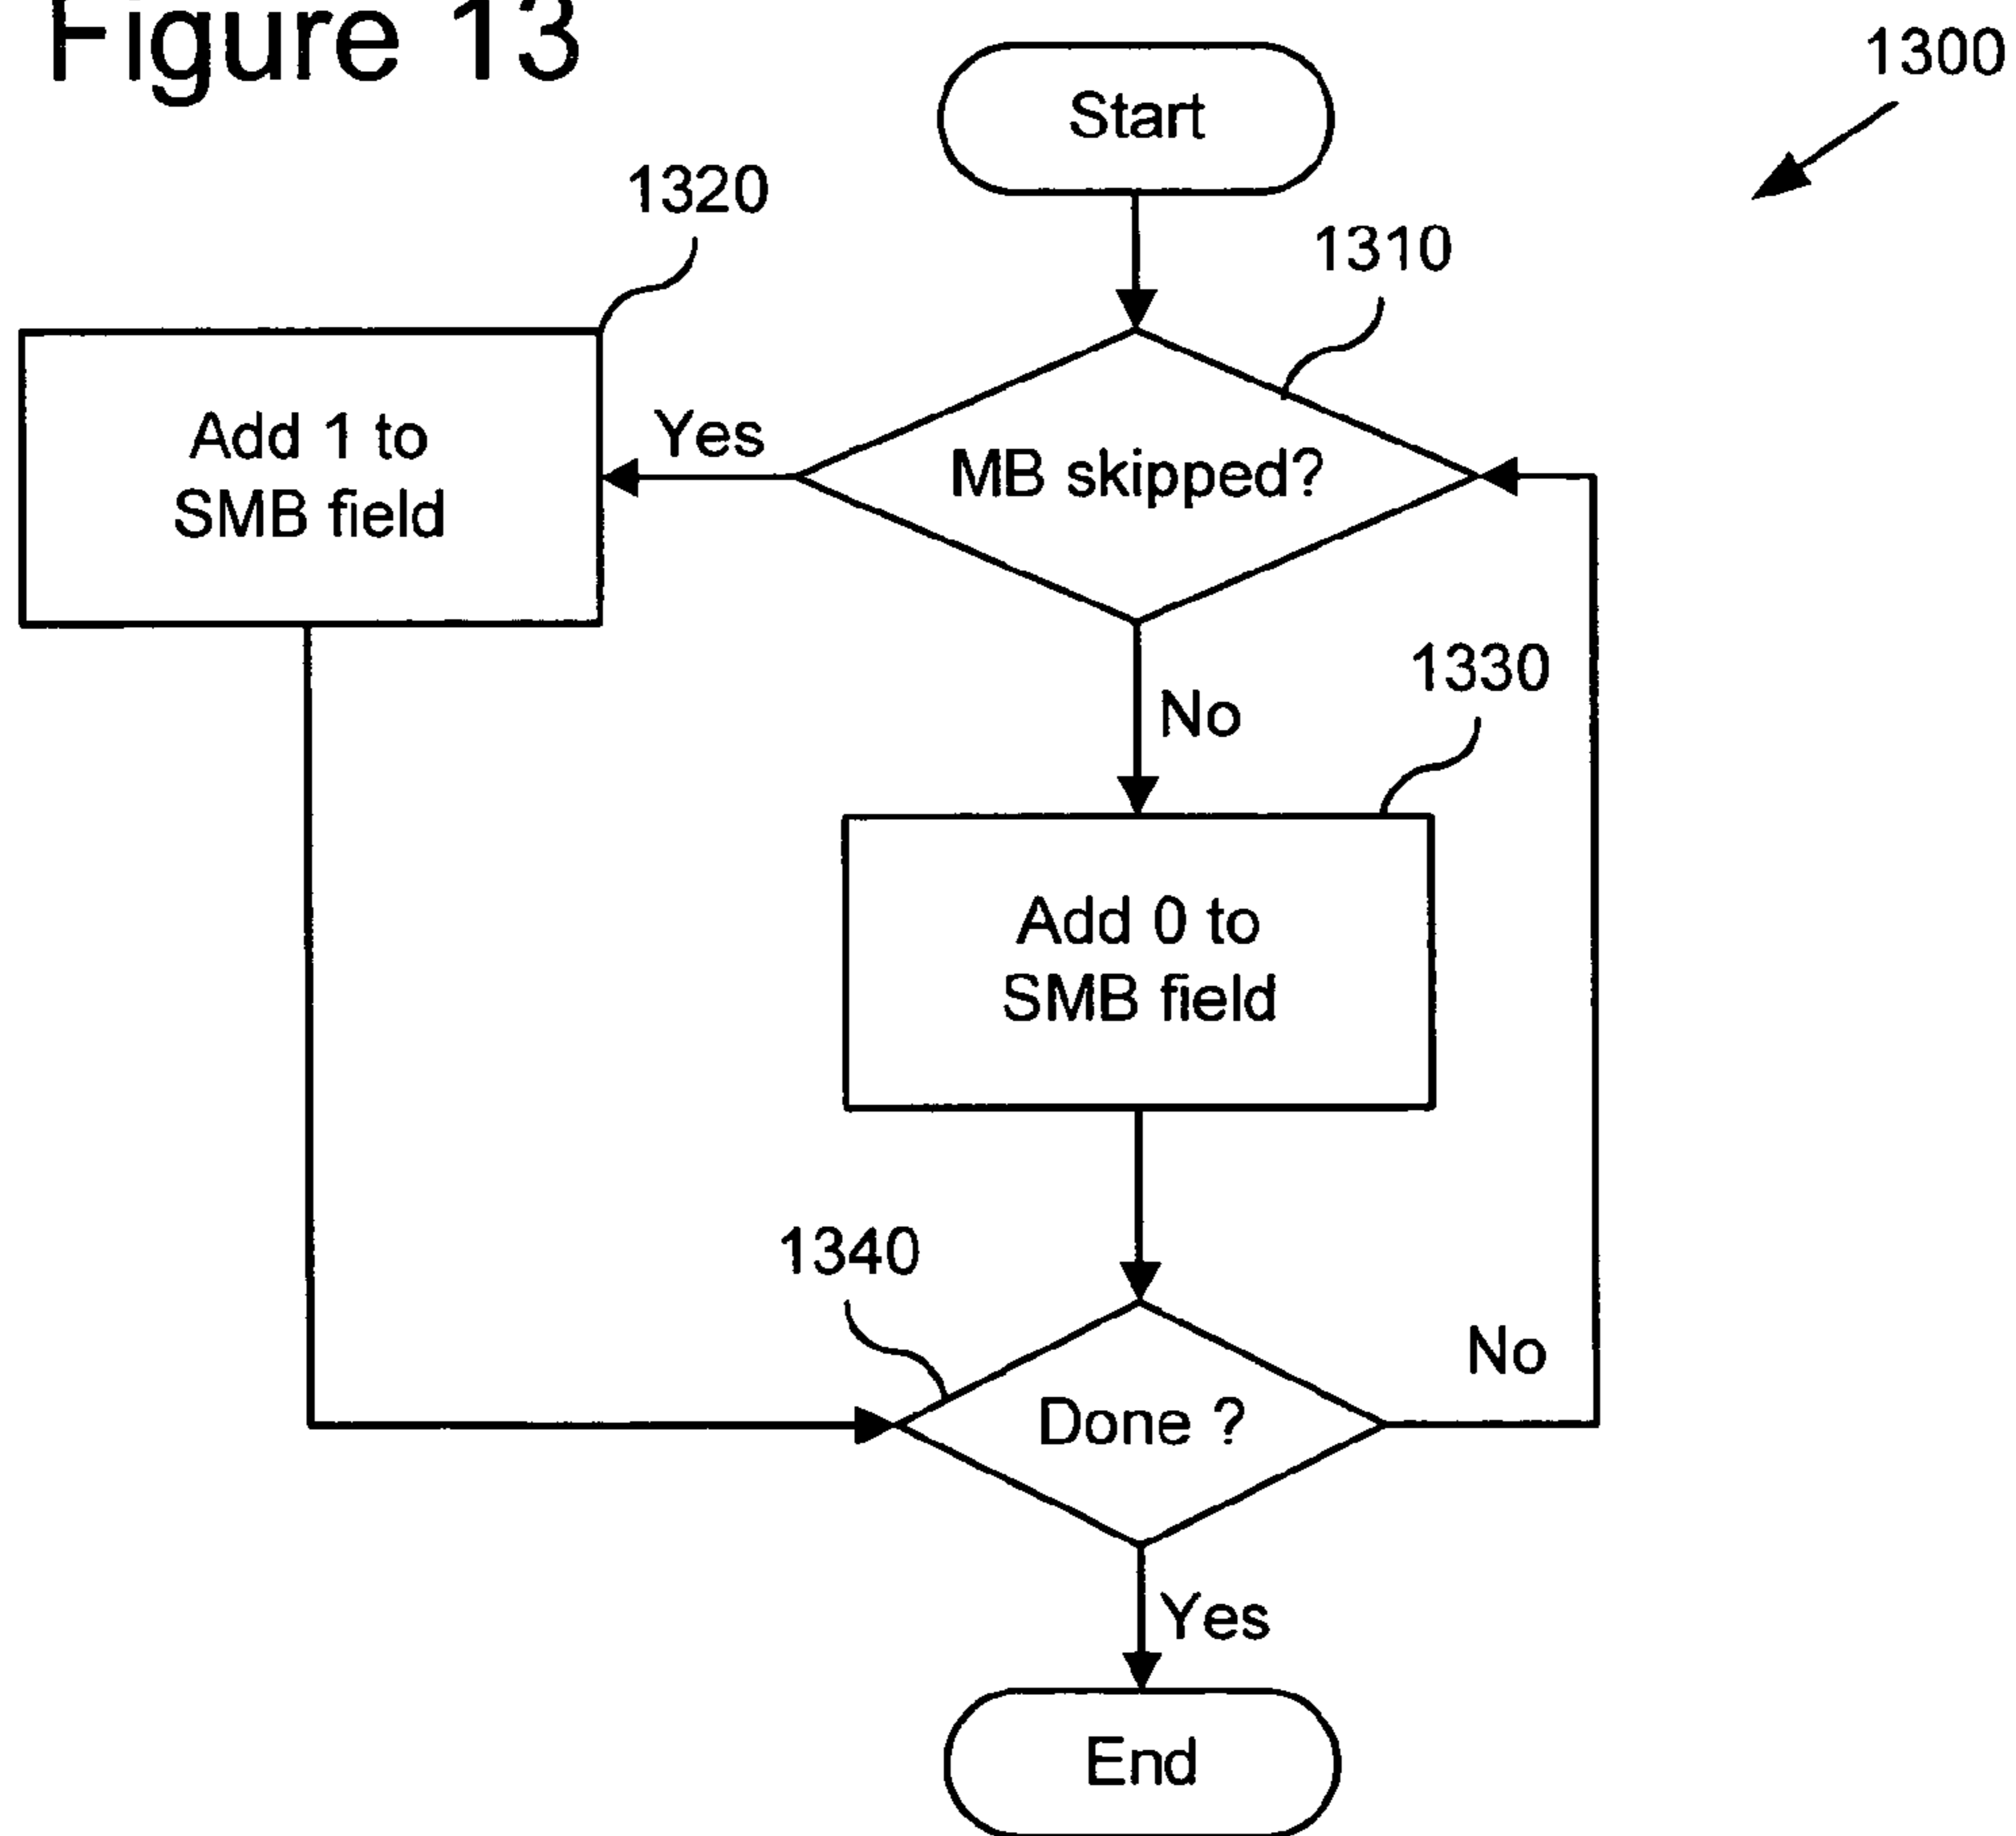 Figure 13
1300
Start
1320
1310
Add 1 to
SMB field
Yes
MB skipped?
1330
No
Add 0 to
SMB field
1340
No
Done ?
Yes
End